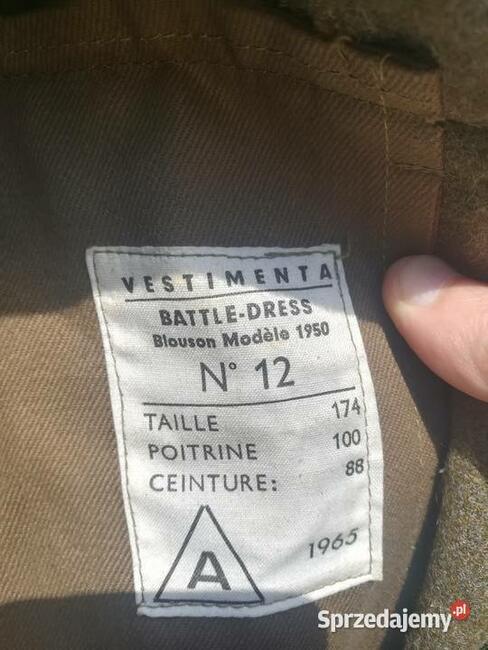 VESTIMENTA
BATTLE-DRESS
Blouson Modèle 1950
N° 12
TAILLE 174
POITRINE 100
CEINTURE: 88
A 1965
Sprzedajemy.pl